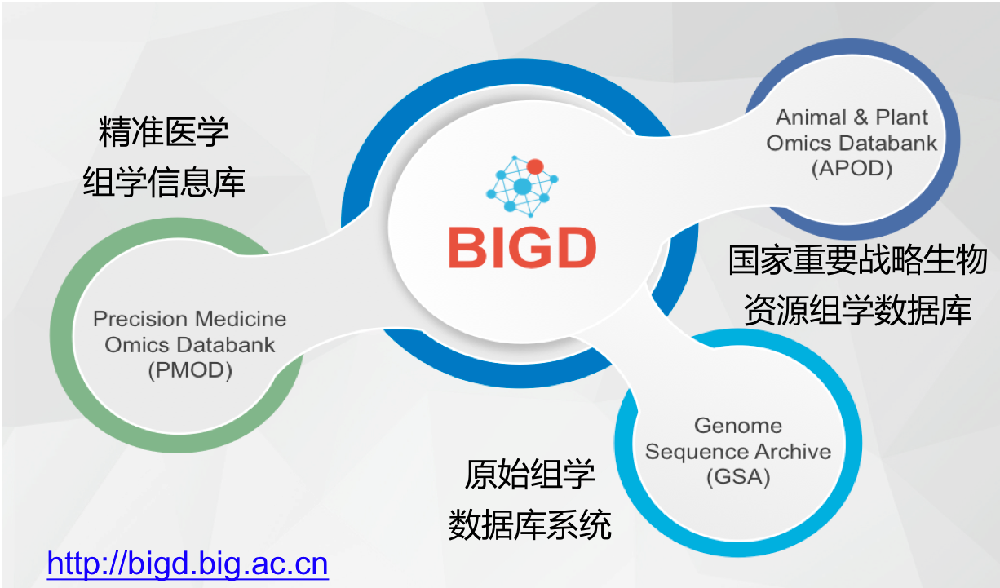 精准医学
组学信息库
Precision Medicine
Omics Databank
(PMOD)
BIGD
Animal & Plant
Omics Databank
(APOD)
国家重要战略生物
资源组学数据库
Genome
Sequence Archive
(GSA)
原始组学
数据库系统
http://bigd.big.ac.cn